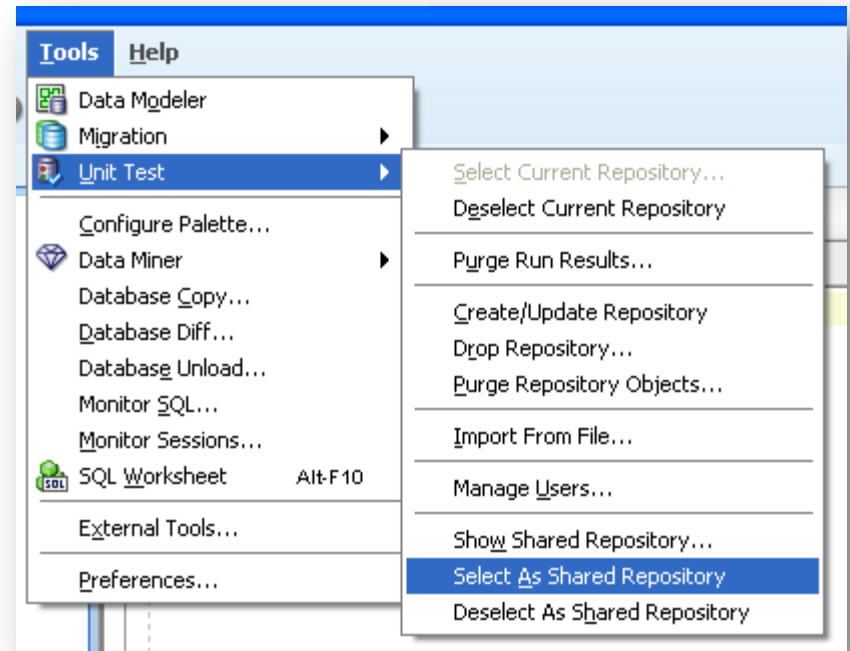 Tools Help
Data Modeler
Migration
Unit Test
Configure Palette...
Data Miner
Database Copy...
Database Diff...
Database Unload...
Monitor SQL...
Monitor Sessions...
SQL Worksheet Alt-F10
External Tools...
Preferences...
Select Current Repository...
Deselect Current Repository
Purge Run Results...
Create/Update Repository
Drop Repository...
Purge Repository Objects...
Import From File...
Manage Users...
Show Shared Repository...
Select As Shared Repository
Deselect As Shared Repository